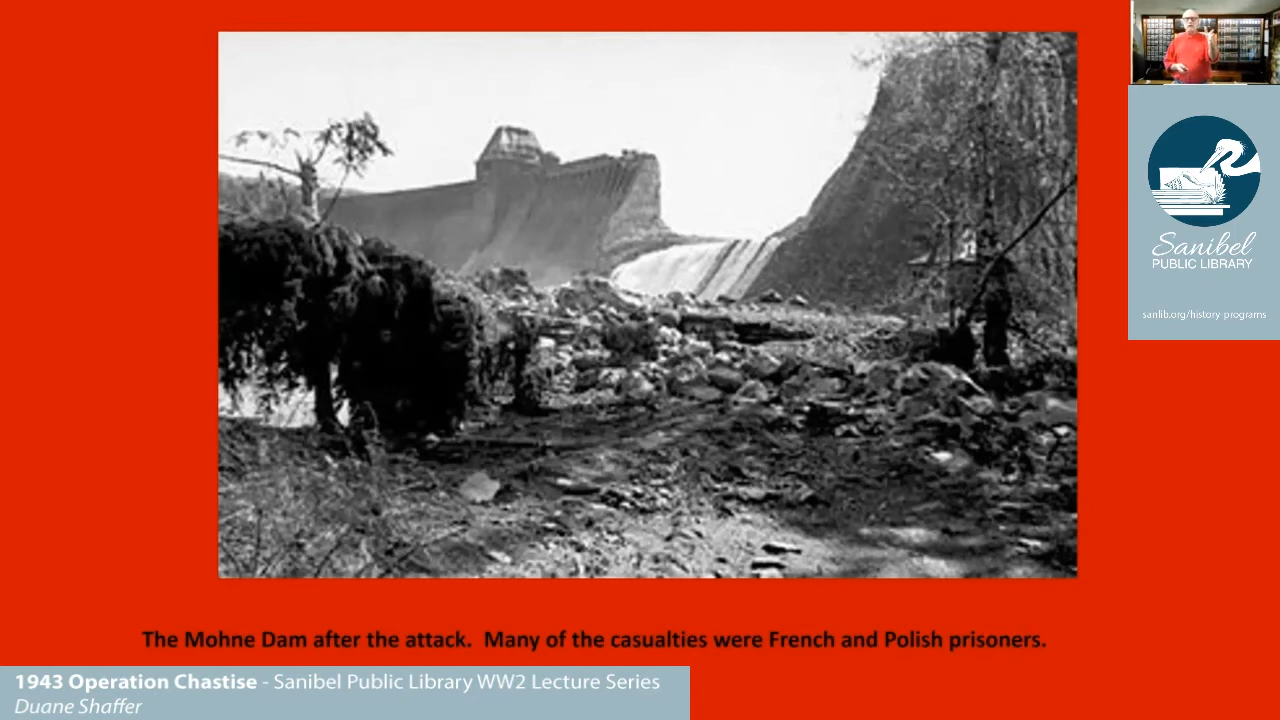 Sanibel
PUBLIC LIBRARY
sanlib.org/history-programs
The Mohne Dam after the attack.  Many of the casualties were French and Polish prisoners.
1943 Operation Chastise - Sanibel Public Library WW2 Lecture Series
Duane Shaffer